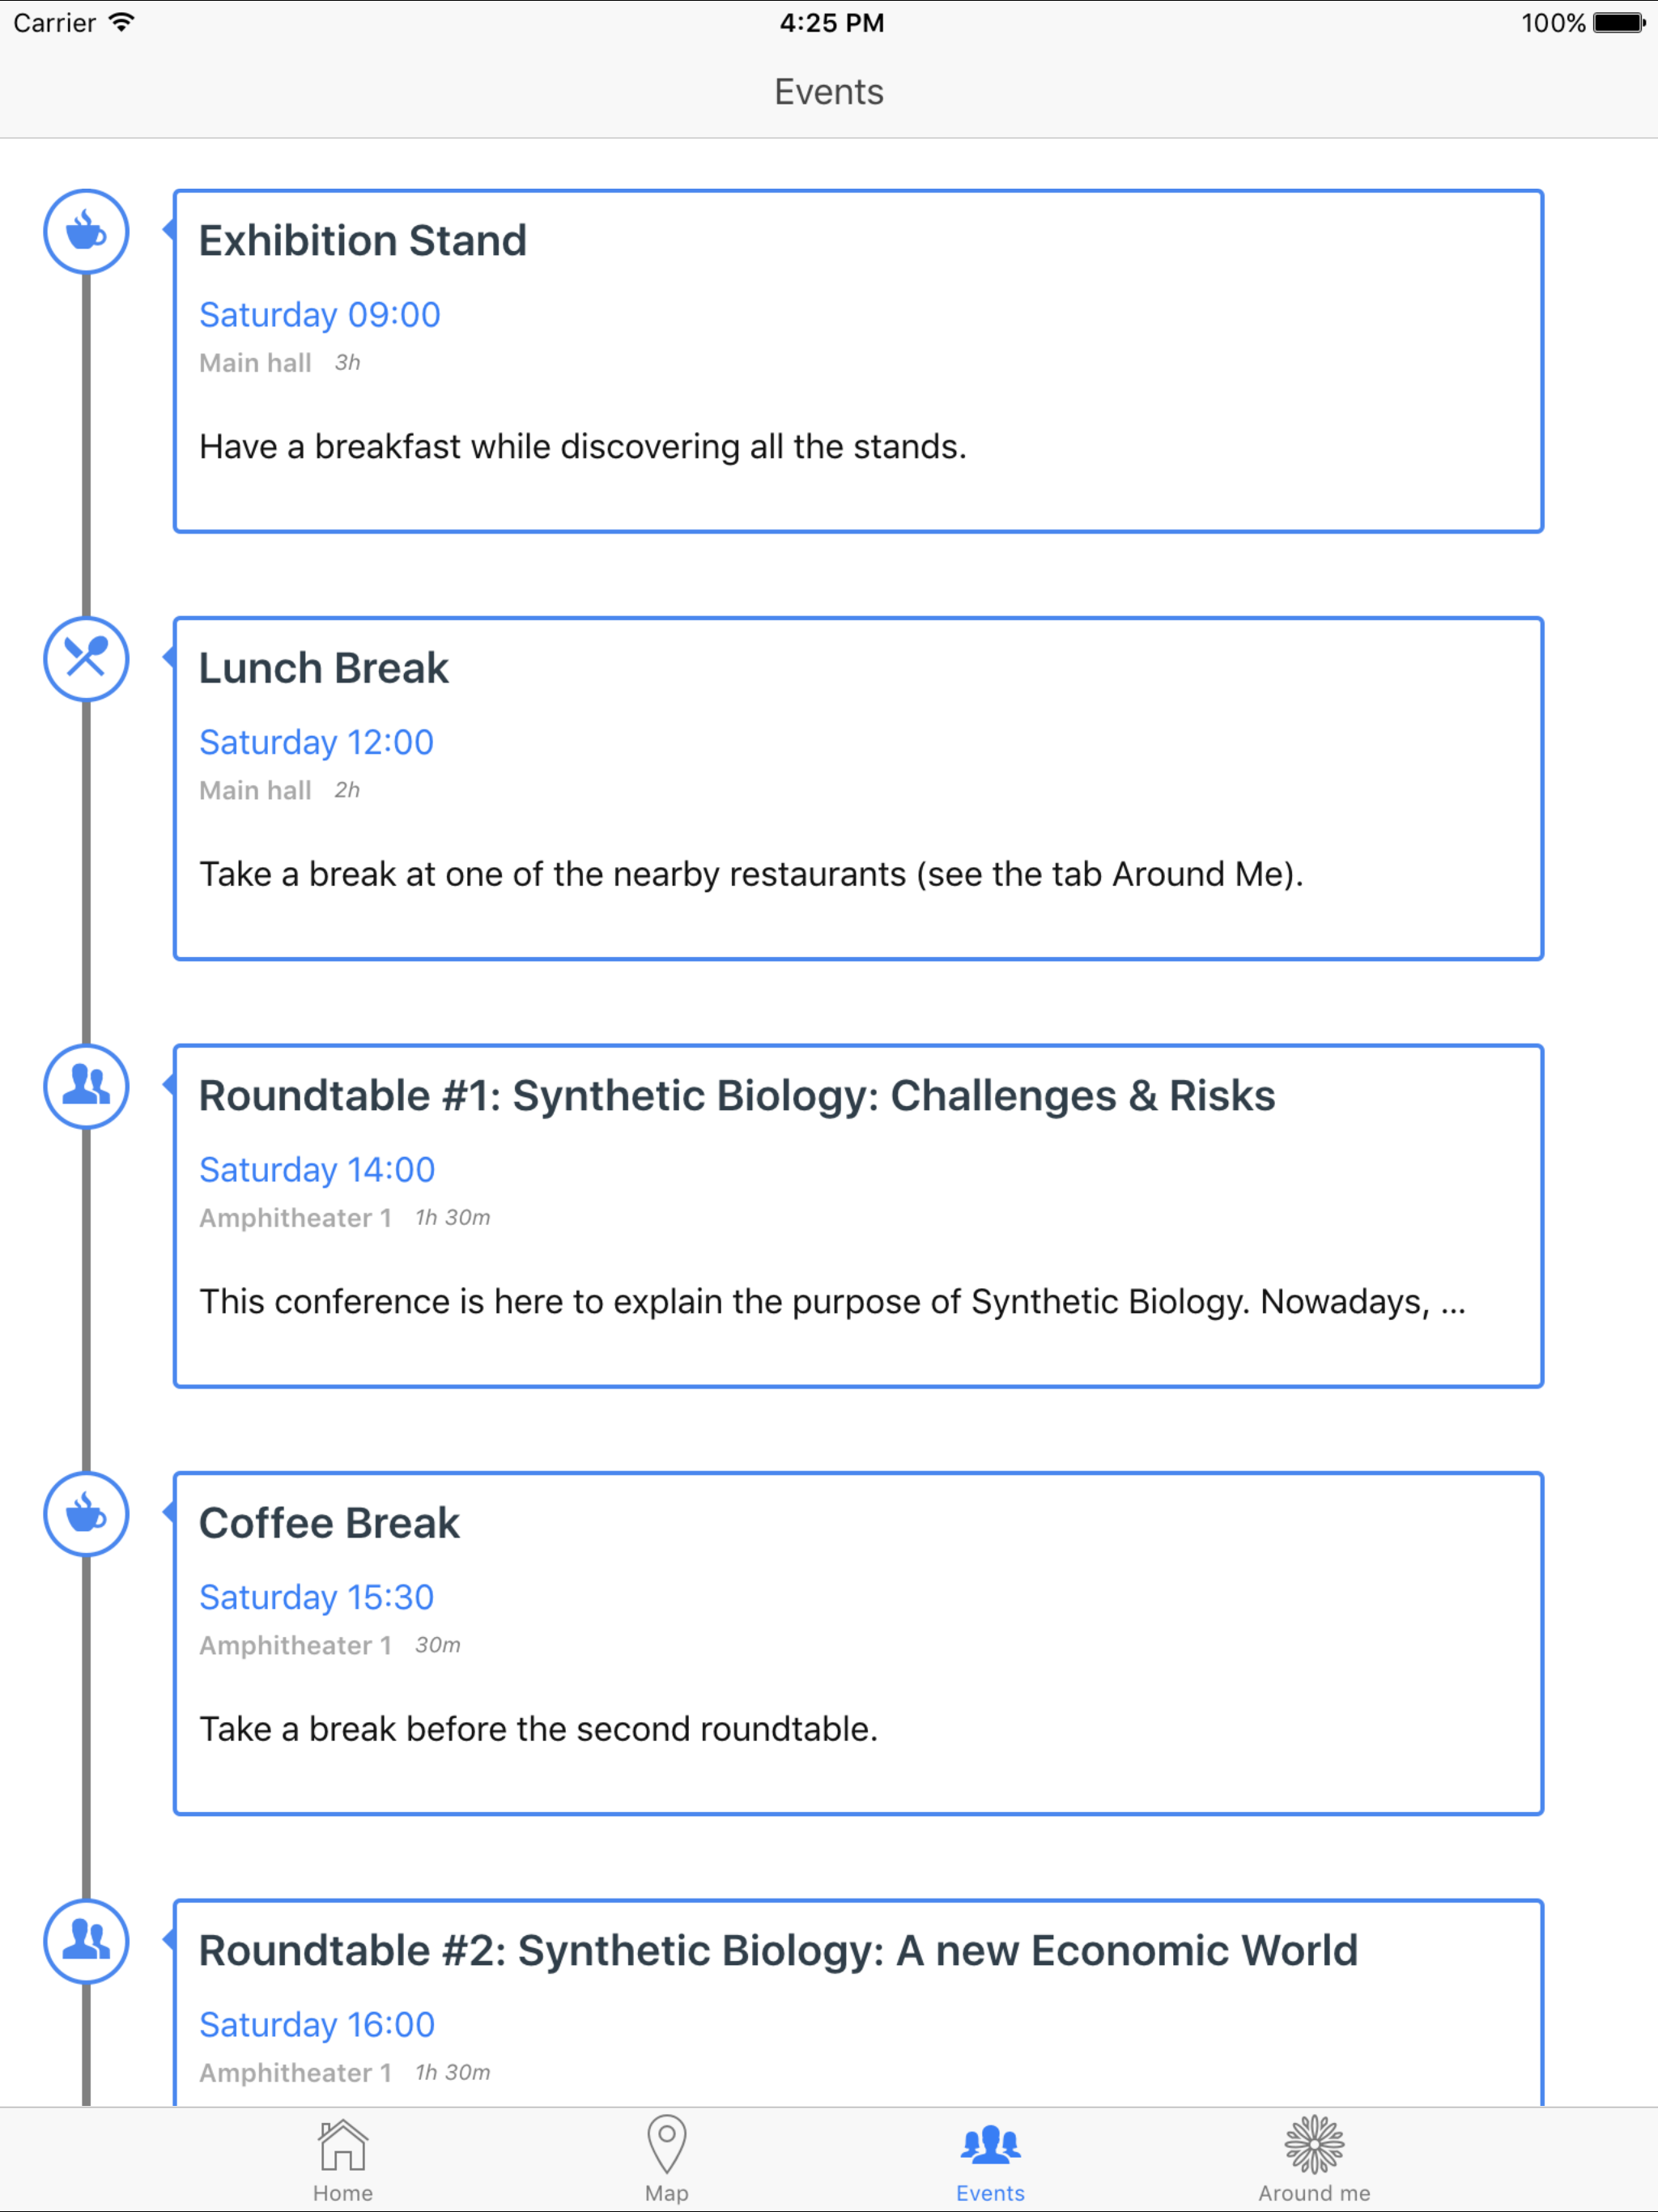 Carrier 4:25 PM 100%
Events
Exhibition Stand
Saturday 09:00
Main hall 3h
Have a breakfast while discovering all the stands.
Lunch Break
Saturday 12:00
Main hall 2h
Take a break at one of the nearby restaurants (see the tab Around Me).
Roundtable #1: Synthetic Biology: Challenges & Risks
Saturday 14:00
Amphitheater 1 1h 30m
This conference is here to explain the purpose of Synthetic Biology. Nowadays, ...
Coffee Break
Saturday 15:30
Amphitheater 1 30m
Take a break before the second roundtable.
Roundtable #2: Synthetic Biology: A new Economic World
Saturday 16:00
Amphitheater 1 1h 30m
Home Map Events Around me